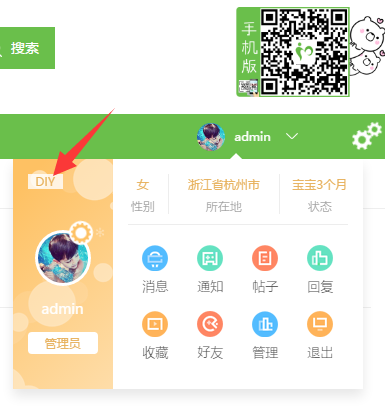 搜索
手机版
admin
DIY
女
浙江省杭州市
宝宝3个月
性别
所在地
状态
admin
管理员
消息
通知
帖子
回复
收藏
好友
管理
退出